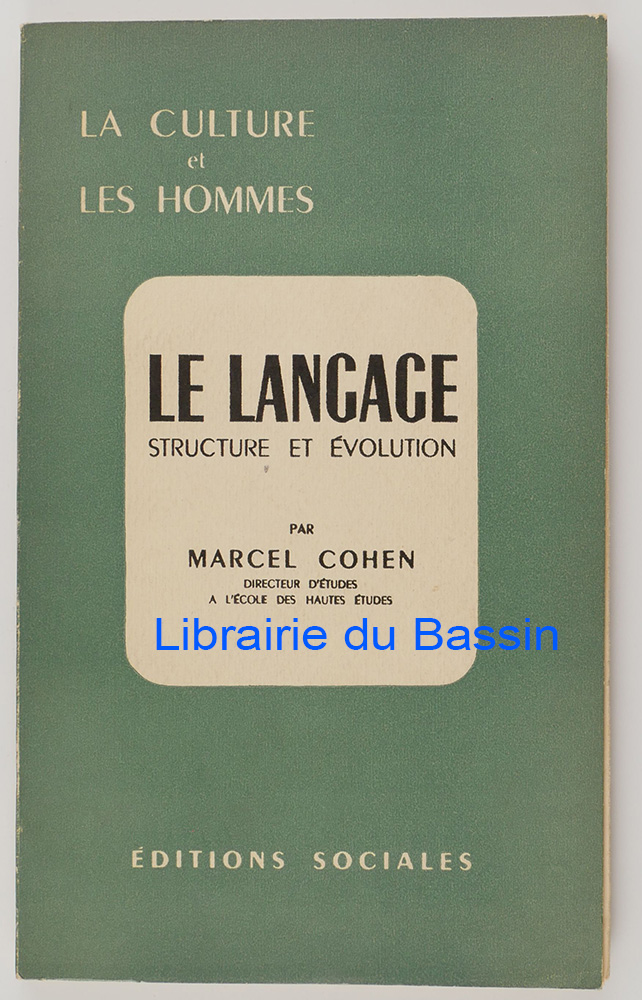 LA CULTURE
et
LES HOMMES
LE LANGAGE
STRUCTURE ET ÉVOLUTION
PAR
MARCEL COHEN
DIRECTEUR D'ÉTUDES
A L'ÉCOLE DES HAUTES ÉTUDES
Librairie du Bassin
ÉDITIONS SOCIALES